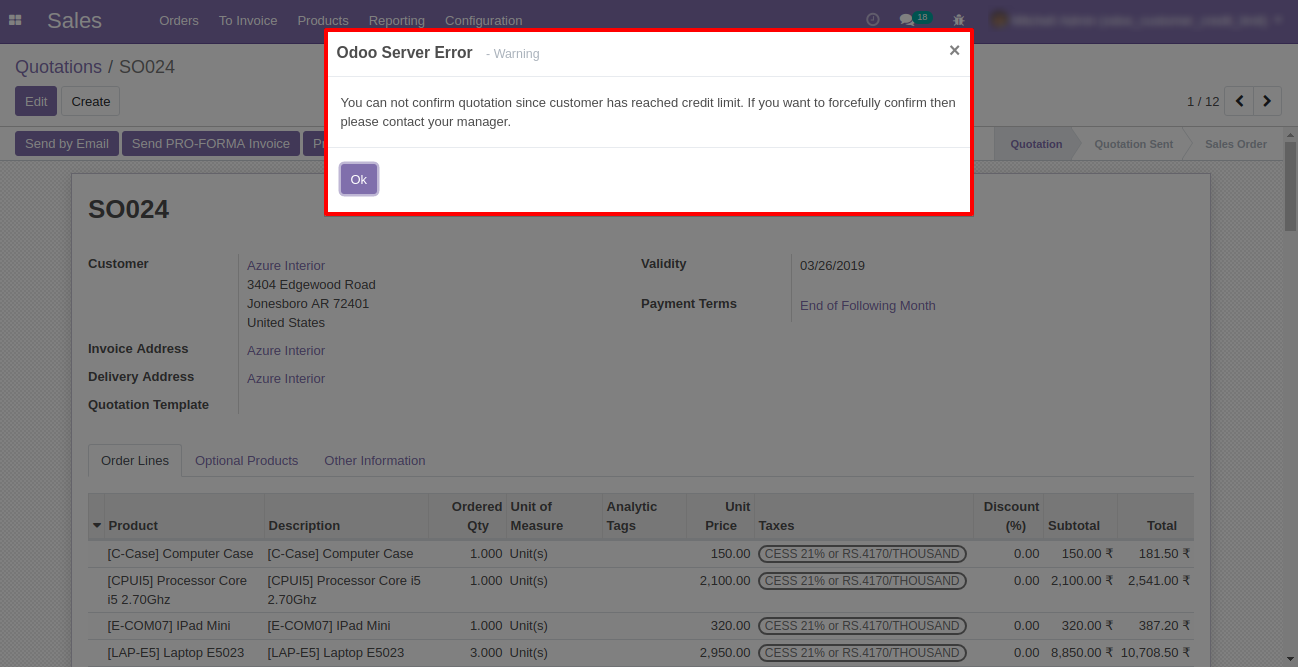 Sales Orders To Invoice Products Reporting Configuration 18
Odoo Server Error - Warning ×
Quotations / SO024
Edit Create 1 / 12
You can not confirm quotation since customer has reached credit limit. If you want to forcefully confirm then
please contact your manager.
Send by Email Send PRO-FORMA Invoice Quotation Quotation Sent Sales Order
Ok
SO024
Customer Azure Interior Validity 03/26/2019
3404 Edgewood Road
Jonesboro AR 72401 Payment Terms End of Following Month
United States
Invoice Address Azure Interior
Delivery Address Azure Interior
Quotation Template
Order Lines Optional Products Other Information
Ordered Unit of Analytic Unit Discount
Product Description Qty Measure Tags Price Taxes (%) Subtotal Total
[C-Case] Computer Case [C-Case] Computer Case 1.000 Unit(s) 150.00 CESS 21% or RS.4170/THOUSAND 0.00 150.00 ₹ 181.50 ₹
[CPUI5] Processor Core [CPUI5] Processor Core i5 1.000 Unit(s) 2,100.00 CESS 21% or RS.4170/THOUSAND 0.00 2,100.00 ₹ 2,541.00 ₹
i5 2.70Ghz 2.70Ghz
[E-COM07] IPad Mini [E-COM07] IPad Mini 1.000 Unit(s) 320.00 CESS 21% or RS.4170/THOUSAND 0.00 320.00 ₹ 387.20 ₹
[LAP-E5] Laptop E5023 [LAP-E5] Laptop E5023 3.000 Unit(s) 2,950.00 CESS 21% or RS.4170/THOUSAND 0.00 8,850.00 ₹ 10,708.50 ₹